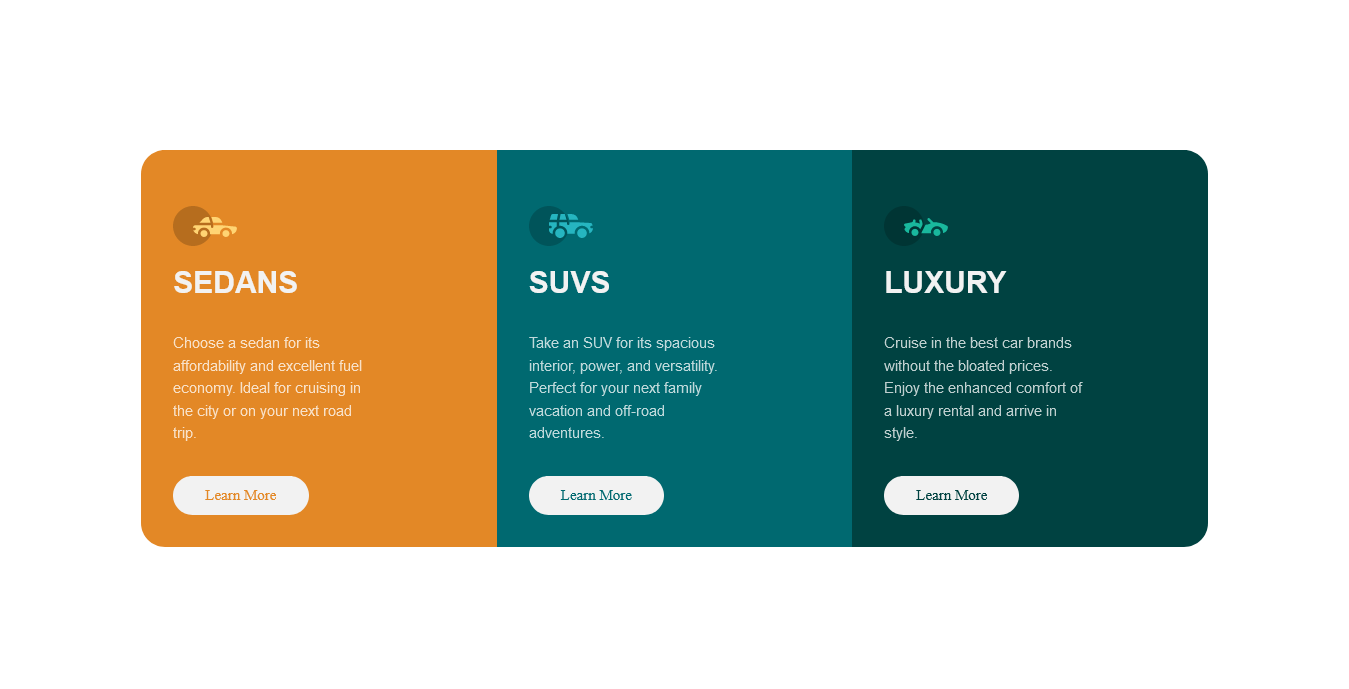 SEDANS
Choose a sedan for its
affordability and excellent fuel
economy. Ideal for cruising in
the city or on your next road
trip.
Learn More
SUVS
Take an SUV for its spacious
interior, power, and versatility.
Perfect for your next family
vacation and off-road
adventures.
Learn More
LUXURY
Cruise in the best car brands
without the bloated prices.
Enjoy the enhanced comfort of
a luxury rental and arrive in
style.
Learn More